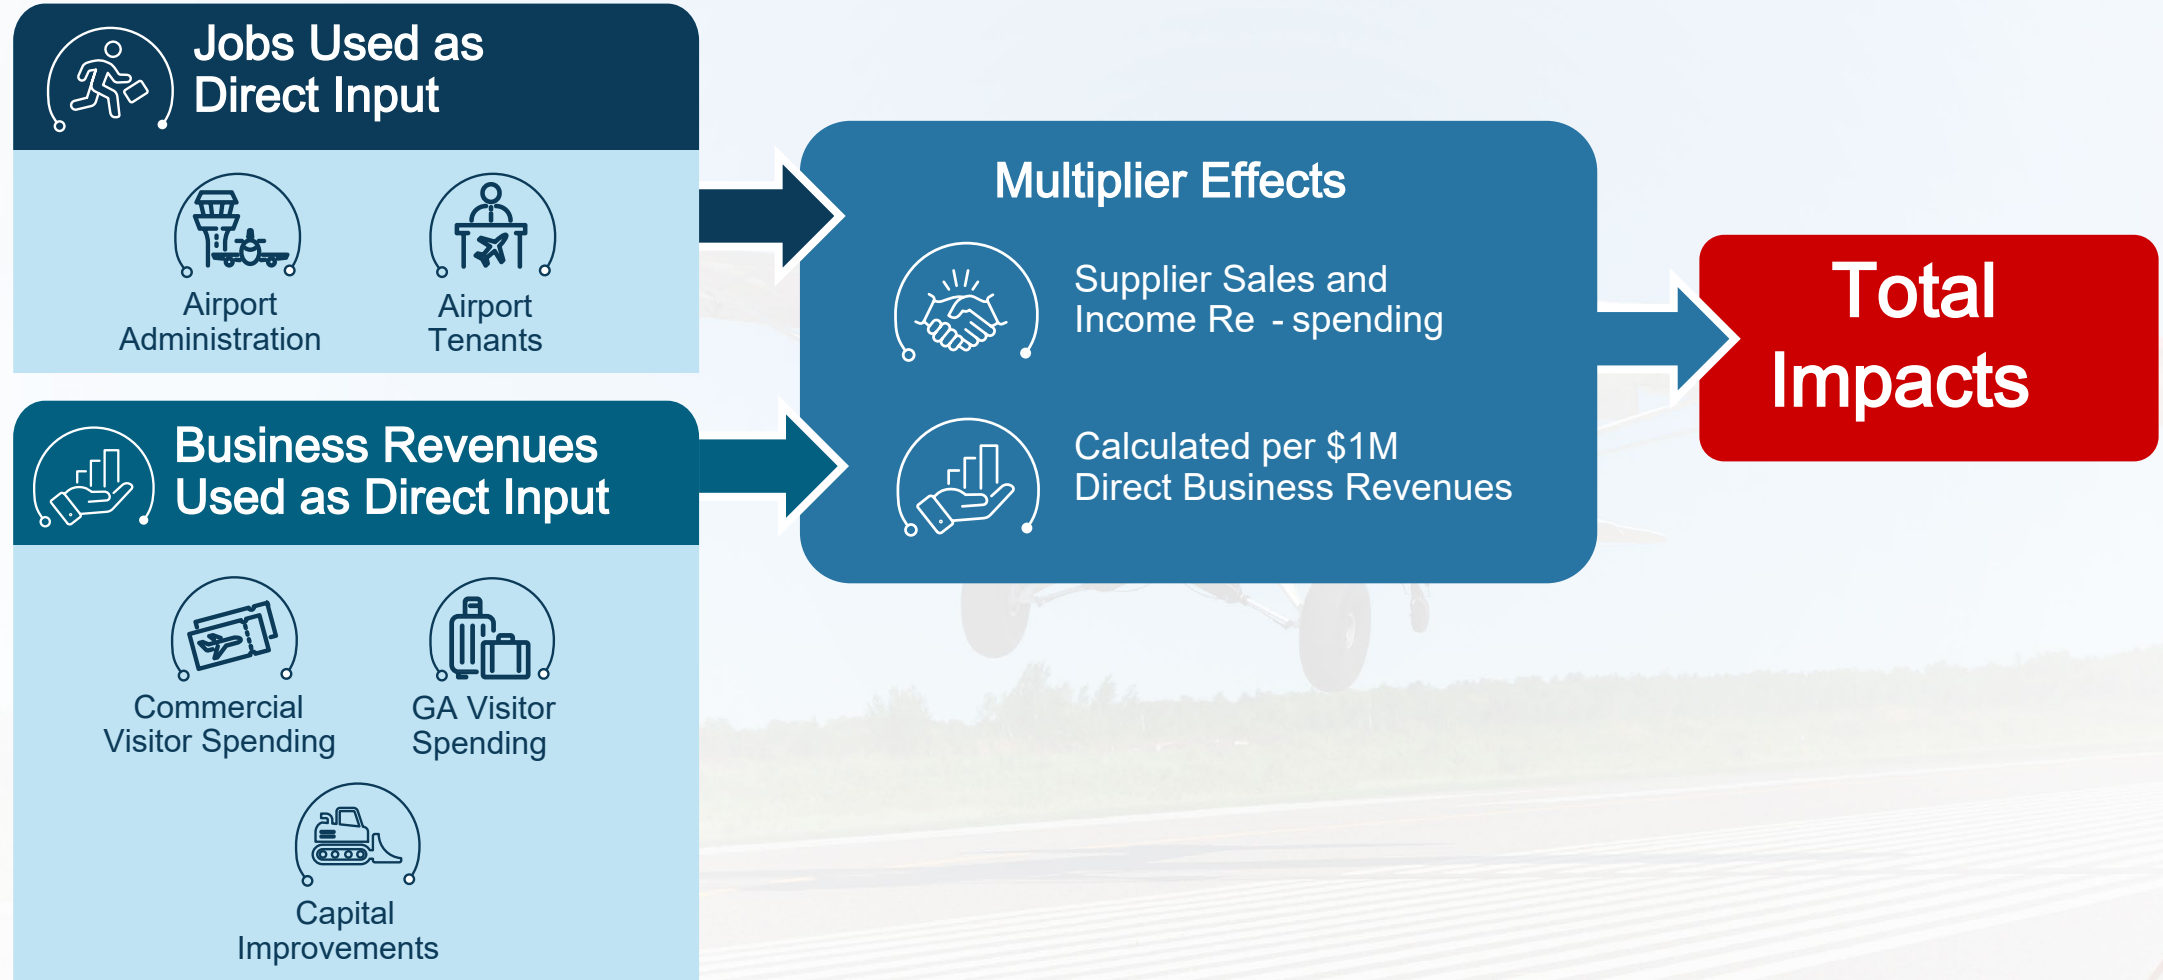 Jobs Used as
Direct Input
Airport
Administration
Airport
Tenants
Business Revenues
Used as Direct Input
Commercial
Visitor Spending
GA Visitor
Spending
Capital
Improvements
Multiplier Effects
Supplier Sales and
Income Re - spending
Calculated per $1M
Direct Business Revenues
Total
Impacts